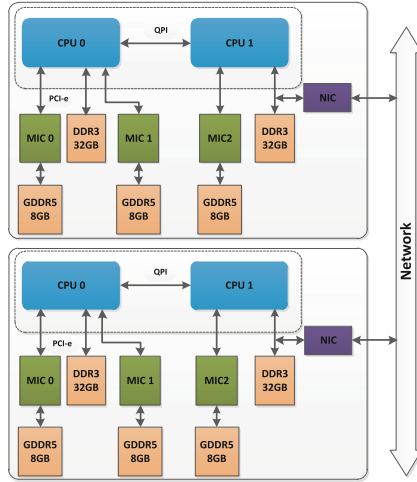 QPI
CPU 0
CPU 1
PCI-e
NIC
MIC 0
DDR3
32GB
MIC 1
MIC2
DDR3
32GB
GDDR5
8GB
GDDR5
8GB
GDDR5
8GB
QPI
CPU 0
CPU 1
PCI-e
NIC
MIC 0
DDR3
32GB
MIC 1
MIC2
DDR3
32GB
GDDR5
8GB
GDDR5
8GB
GDDR5
8GB
Network